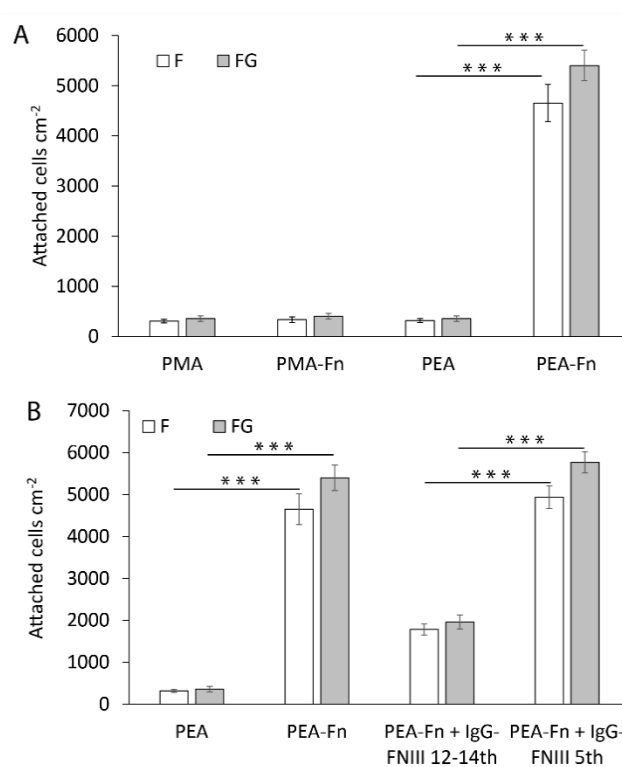 A
F FG
* * *
* * *
Attached cells cm-2
6000
5000
4000
3000
2000
1000
0
PMA PMA-Fn PEA PEA-Fn
B
F FG
* * *
* * *
* * *
* * *
Attached cells cm-2
7000
6000
5000
4000
3000
2000
1000
0
PEA PEA-Fn PEA-Fn + IgG- PEA-Fn + IgG-
FNIII 12-14th FNIII 5th